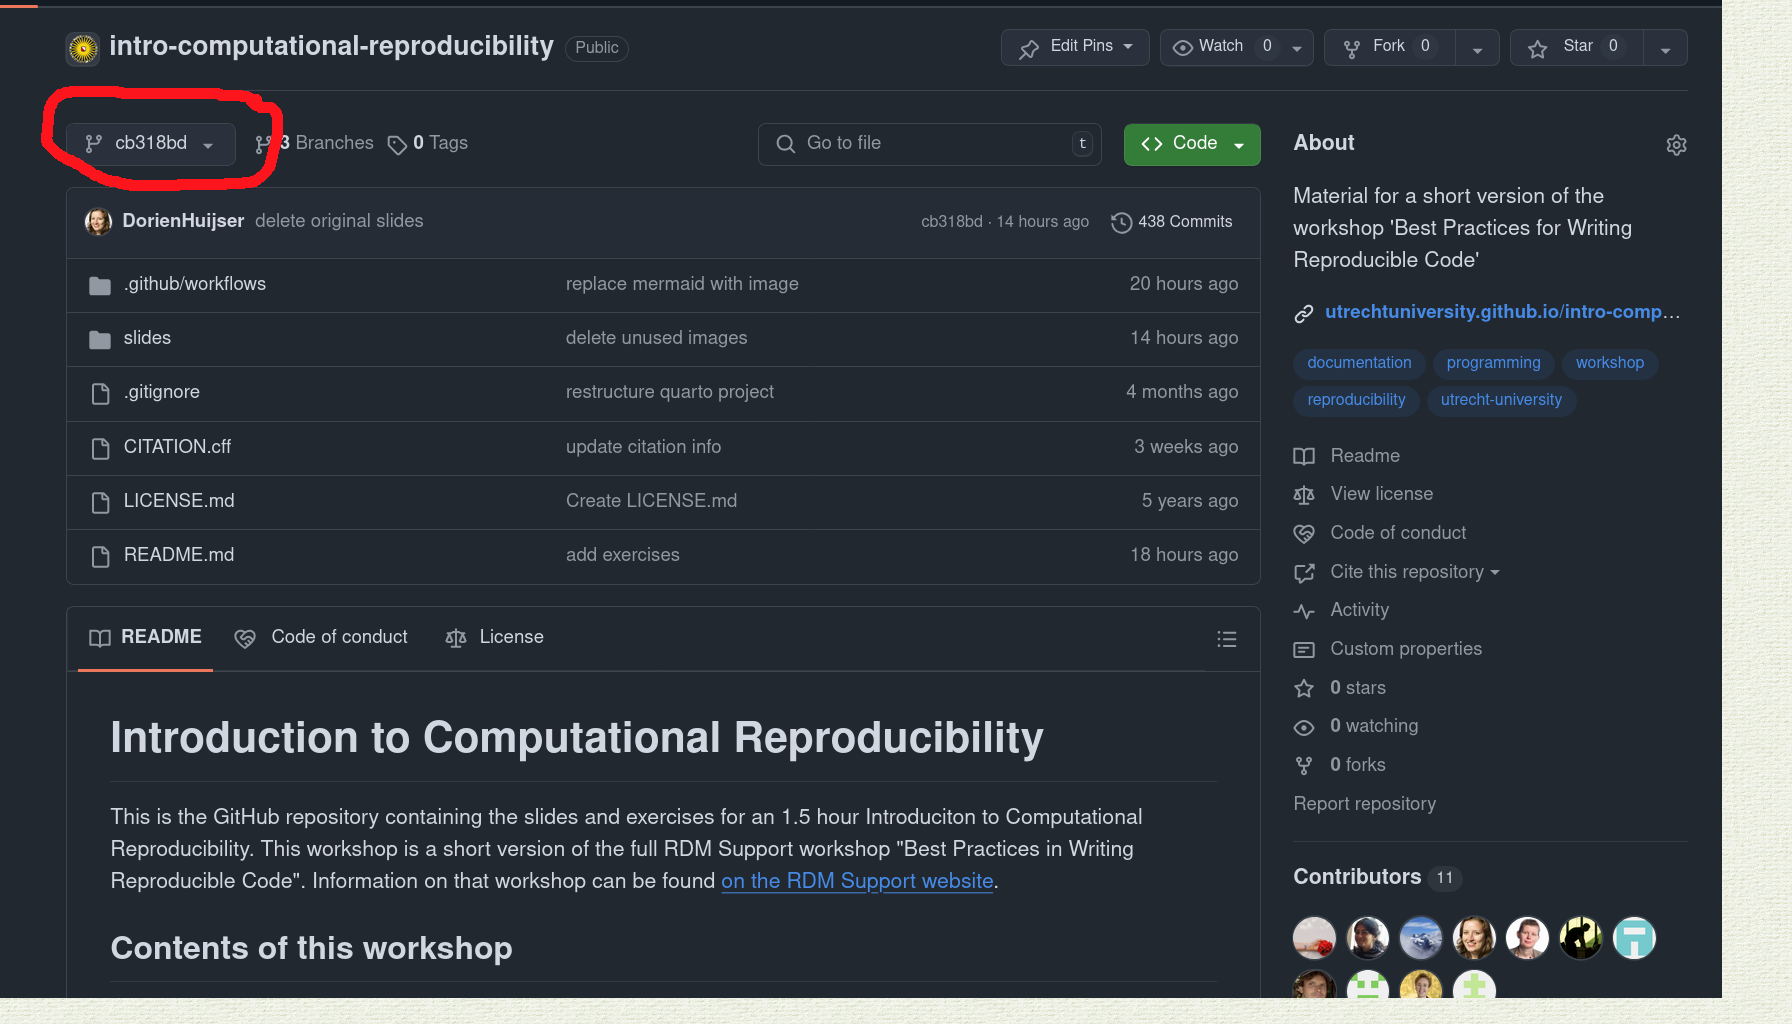 intro-computational-reproducibility Public
Edit Pins Watch 0 Fork 0 Star 0
cb318bd 3 Branches 0 Tags Go to file t Code
DorienHuijser delete original slides cb318bd · 14 hours ago 438 Commits
.github/workflows replace mermaid with image 20 hours ago
slides delete unused images 14 hours ago
.gitignore restructure quarto project 4 months ago
CITATION.cff update citation info 3 weeks ago
LICENSE.md Create LICENSE.md 5 years ago
README.md add exercises 18 hours ago
README Code of conduct License
Introduction to Computational Reproducibility
This is the GitHub repository containing the slides and exercises for an 1.5 hour Introduciton to Computational
Reproducibility. This workshop is a short version of the full RDM Support workshop "Best Practices in Writing
Reproducible Code". Information on that workshop can be found on the RDM Support website.
Contents of this workshop
About
Material for a short version of the
workshop 'Best Practices for Writing
Reproducible Code'
utrechtuniversity.github.io/intro-comp...
documentation programming workshop
reproducibility utrecht-university
Readme
View license
Code of conduct
Cite this repository
Activity
Custom properties
0 stars
0 watching
0 forks
Report repository
Contributors 11